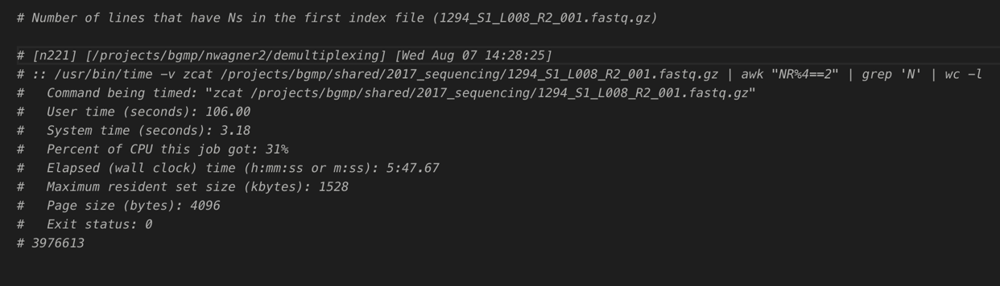 # Number of lines that have Ns in the first index file (1294_S1_L008_R2_001.fastq.gz)
# [n221] [/projects/bgmp/nwagner2/demultiplexing] [Wed Aug 07 14:28:25]
# :: /usr/bin/time -v zcat /projects/bgmp/shared/2017_sequencing/1294_S1_L008_R2_001.fastq.gz | awk "NR%4==2" | grep 'N' | wc -l
#   Command being timed: "zcat /projects/bgmp/shared/2017_sequencing/1294_S1_L008_R2_001.fastq.gz"
#   User time (seconds): 106.00
#   System time (seconds): 3.18
#   Percent of CPU this job got: 31%
#   Elapsed (wall clock) time (h:mm:ss or m:ss): 5:47.67
#   Maximum resident set size (kbytes): 1528
#   Page size (bytes): 4096
#   Exit status: 0
# 3976613